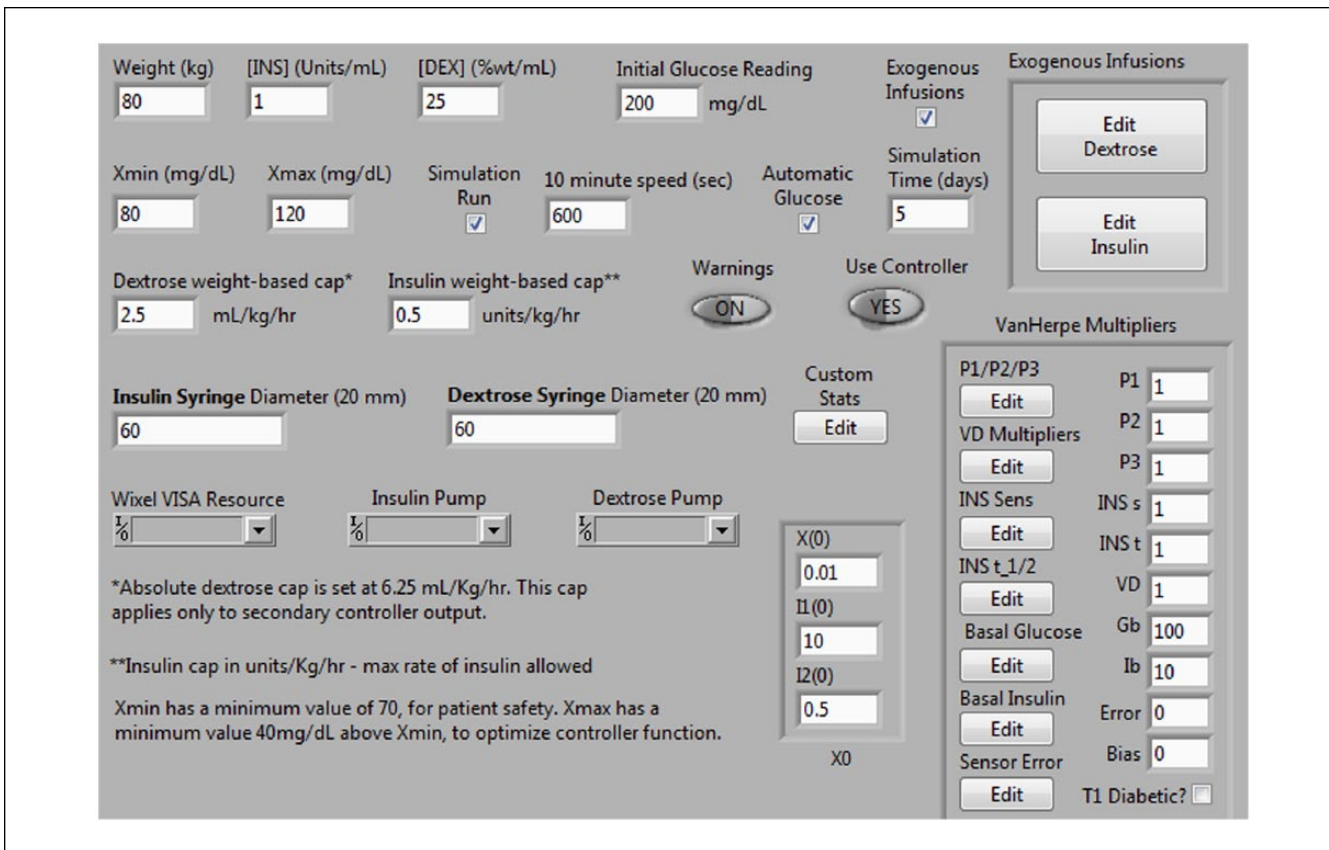 Weight (kg) [INS] (Units/mL) [DEX] (%wt/mL) Initial Glucose Reading Exogenous Infusions
80 1 25 200 mg/dL
Exogenous Infusions
Edit
Dextrose
Edit
Insulin
Xmin (mg/dL) Xmax (mg/dL) Simulation Run 10 minute speed (sec) Automatic Glucose Simulation Time (days)
80 120 600 5
Dextrose weight-based cap* Insulin weight-based cap** Warnings Use Controller
2.5 mL/kg/hr 0.5 units/kg/hr ON YES
Insulin Syringe Diameter (20 mm) Dextrose Syringe Diameter (20 mm) Custom Stats
60 60 Edit
Wixel VISA Resource Insulin Pump Dextrose Pump
I/O I/O I/O
*Absolute dextrose cap is set at 6.25 mL/Kg/hr. This cap
applies only to secondary controller output.
**Insulin cap in units/Kg/hr - max rate of insulin allowed
Xmin has a minimum value of 70, for patient safety. Xmax has a
minimum value 40mg/dL above Xmin, to optimize controller function.
X(0)
0.01
I1(0)
10
I2(0)
0.5
X0
VanHerpe Multipliers
P1/P2/P3
Edit
VD Multipliers
Edit
INS Sens
Edit
INS t_1/2
Edit
Basal Glucose
Edit
Basal Insulin
Edit
Sensor Error
Edit
P1 1
P2 1
P3 1
INS s 1
INS t 1
VD 1
Gb 100
Ib 10
Error 0
Bias 0
T1 Diabetic?